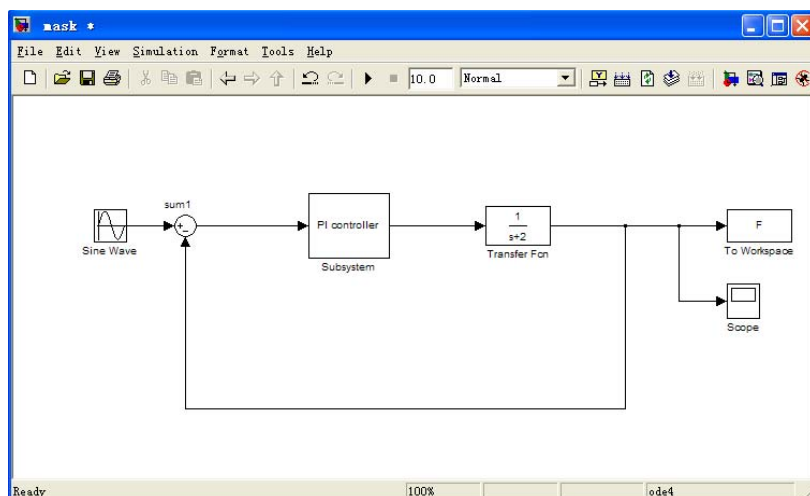 mask *
File Edit View Simulation Format Tools Help
10.0 Normal
sum1
+
-
Sine Wave
PI controller
Subsystem
1
s+2
Transfer Fcn
F
To Workspace
Scope
Ready 100% ode4